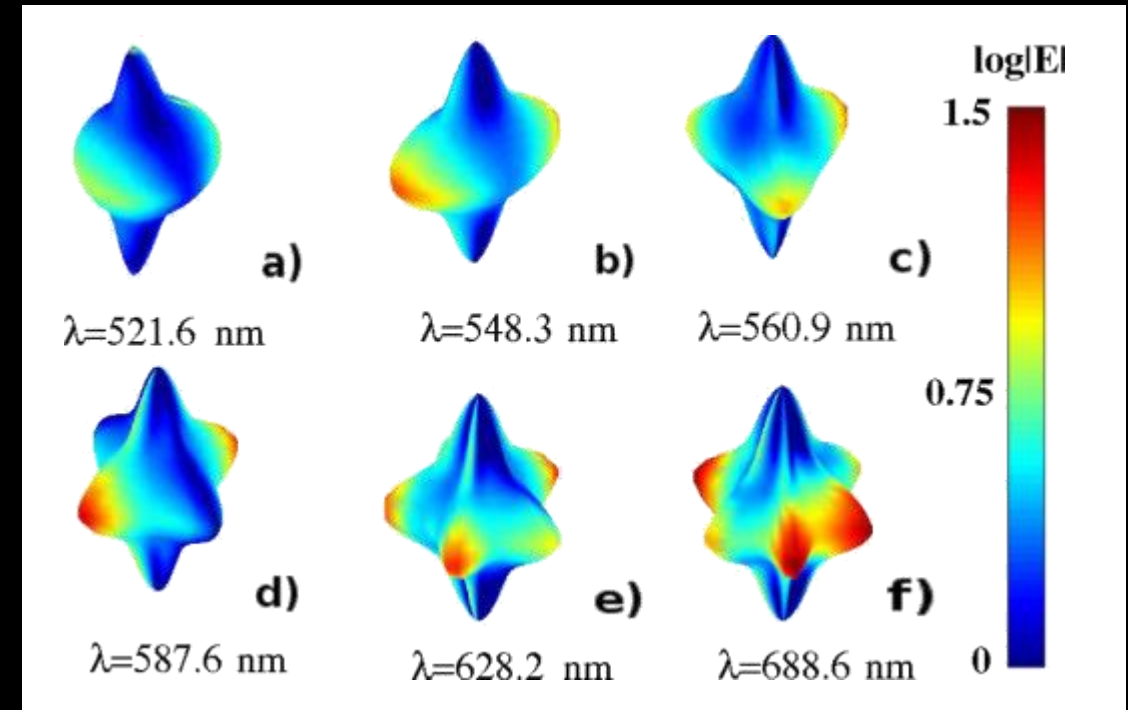 log|E|
1.5
a)
b)
c)
λ=521.6 nm
λ=548.3 nm
λ=560.9 nm
0.75
d)
e)
f)
λ=587.6 nm
λ=628.2 nm
λ=688.6 nm
0